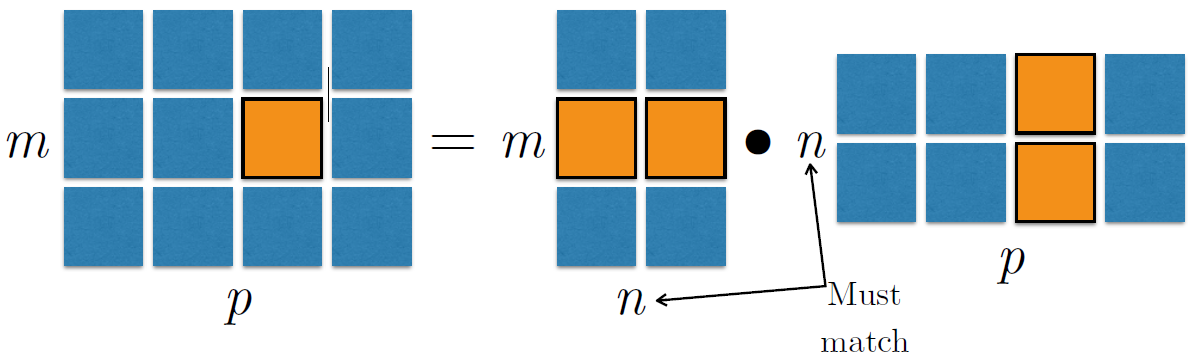 m = m • n
p n p
Must
match